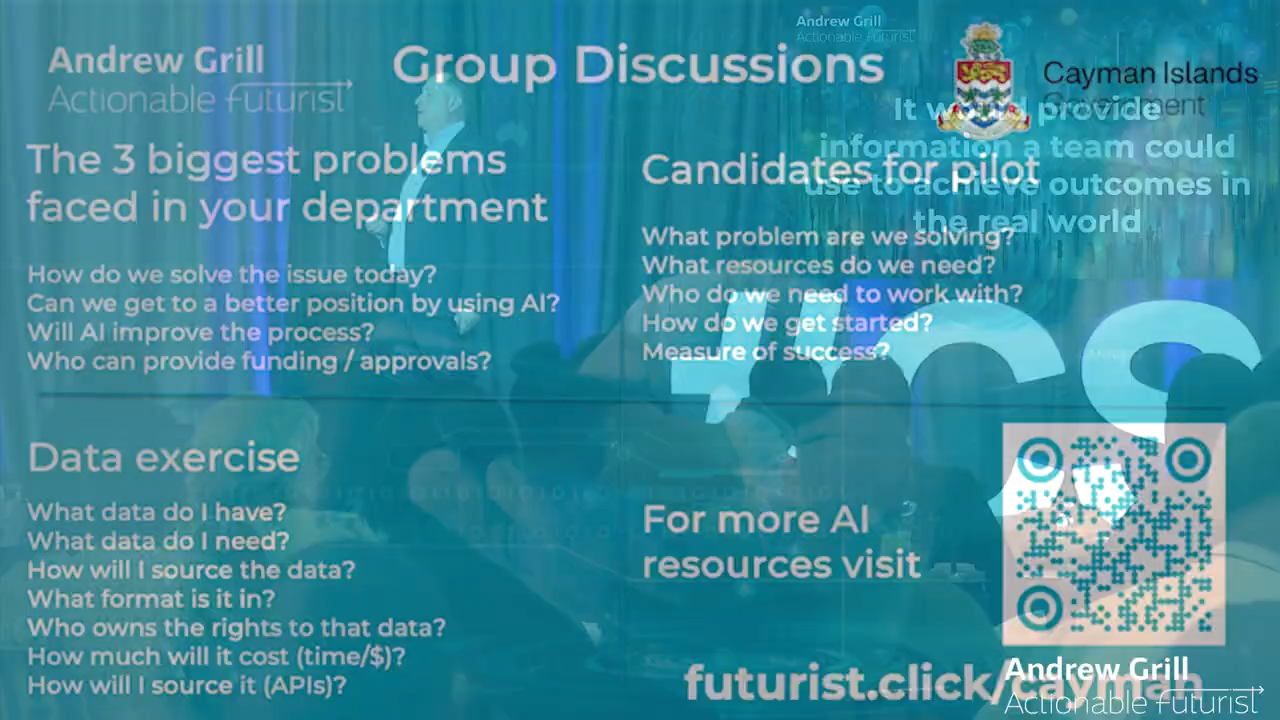 Andrew Grill
Actionable Futurist
Group Discussions
Andrew Grill
Actionable Futurist
Cayman Islands
Government
It would provide
information a team could
use to achieve outcomes in
the real world
The 3 biggest problems
faced in your department
How do we solve the issue today?
Can we get to a better position by using AI?
Will AI improve the process?
Who can provide funding / approvals?
Candidates for pilot
What problem are we solving?
What resources do we need?
Who do we need to work with?
How do we get started?
Measure of success?
Data exercise
What data do I have?
What data do I need?
How will I source the data?
What format is it in?
Who owns the rights to that data?
How much will it cost (time/$)?
How will I source it (APIs)?
For more AI
resources visit
futurist.click/cayman
Andrew Grill
Actionable Futurist